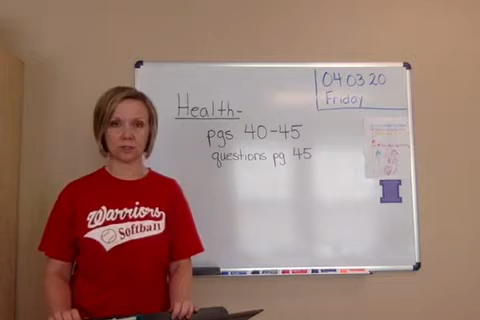 04 03 20
Friday
Health-
pgs 40-45
questions pg 45
Warriors
Softball